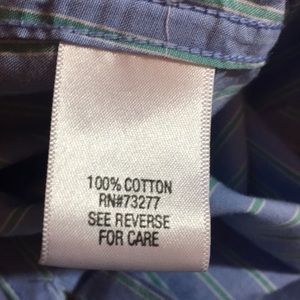 100% COTTON
RN#73277
SEE REVERSE
FOR CARE